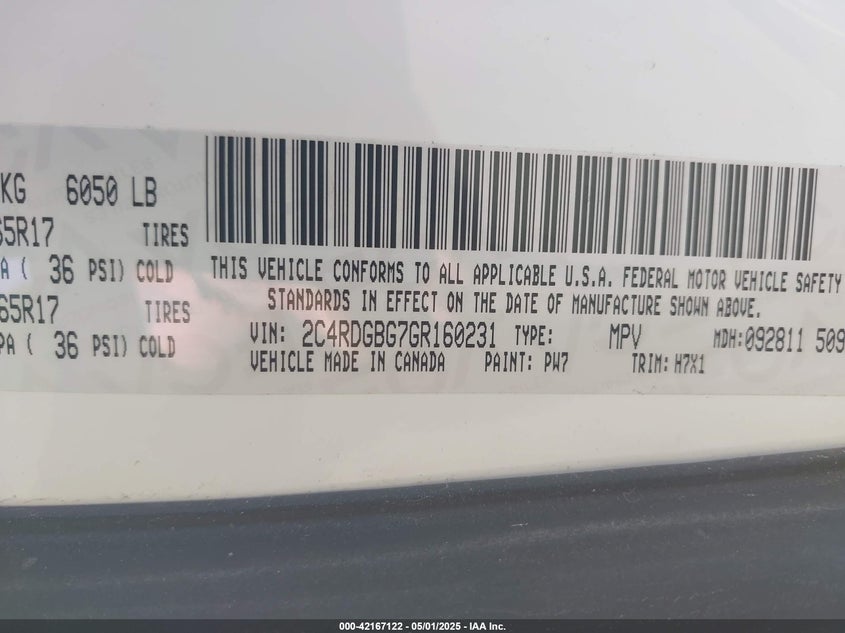 KG 6050 LB
65R17 TIRES
PA ( 36 PSI) COLD
65R17 TIRES
PA ( 36 PSI) COLD
THIS VEHICLE CONFORMS TO ALL APPLICABLE U.S.A. FEDERAL MOTOR VEHICLE SAFETY
STANDARDS IN EFFECT ON THE DATE OF MANUFACTURE SHOWN ABOVE.
VIN: 2C4RDGBG7GR160231 TYPE: MPV MDH:092811 509
VEHICLE MADE IN CANADA PAINT: PW7 TRIM: H7X1
000-42167122 - 05/01/2025 - IAA Inc.